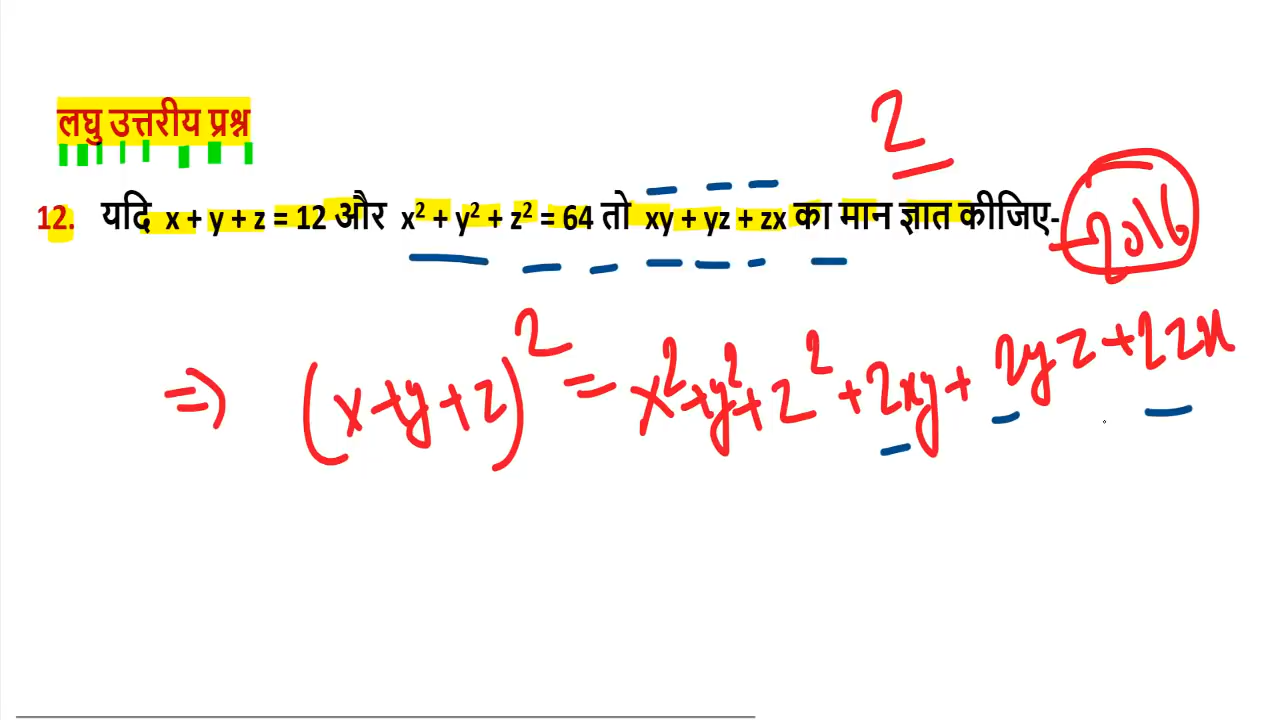 लघु उत्तरीय प्रश्न
2
12. यदि x + y + z = 12 और x² + y² + z² = 64 तो xy + yz + zx का मान ज्ञात कीजिए- 2016
=> (x+y+z)² = x²+y²+z²+2xy+2yz+2zx